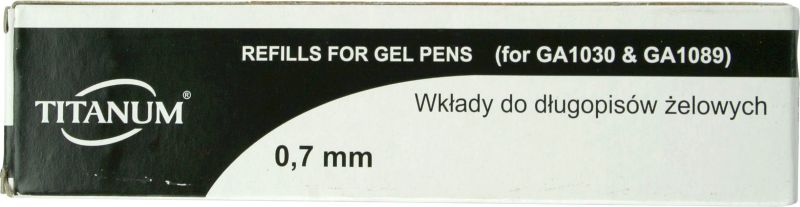 REFILLS FOR GEL PENS (for GA1030 & GA1089)
TITANUM®
Wkłady do długopisów żelowych
0,7 mm